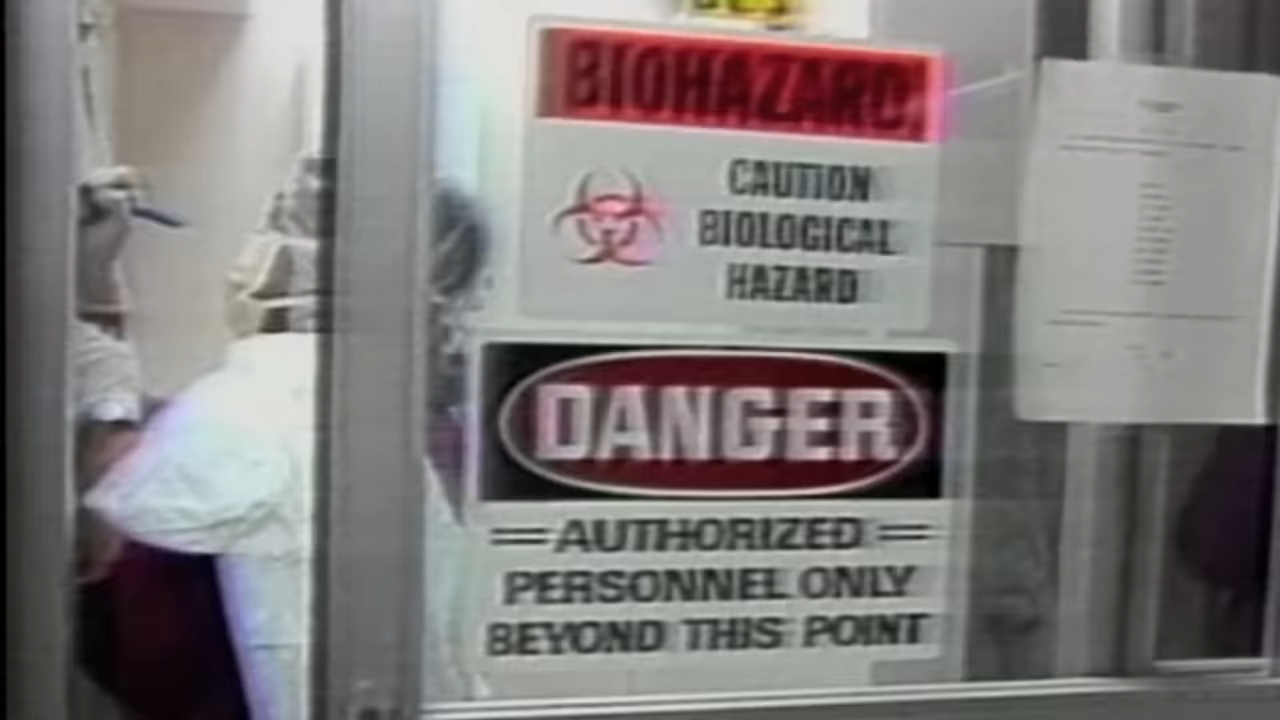 BIOHAZARD!
CAUTION
BIOLOGICAL
HAZARD
DANGER
AUTHORIZED
PERSONNEL ONLY
BEYOND THIS POINT